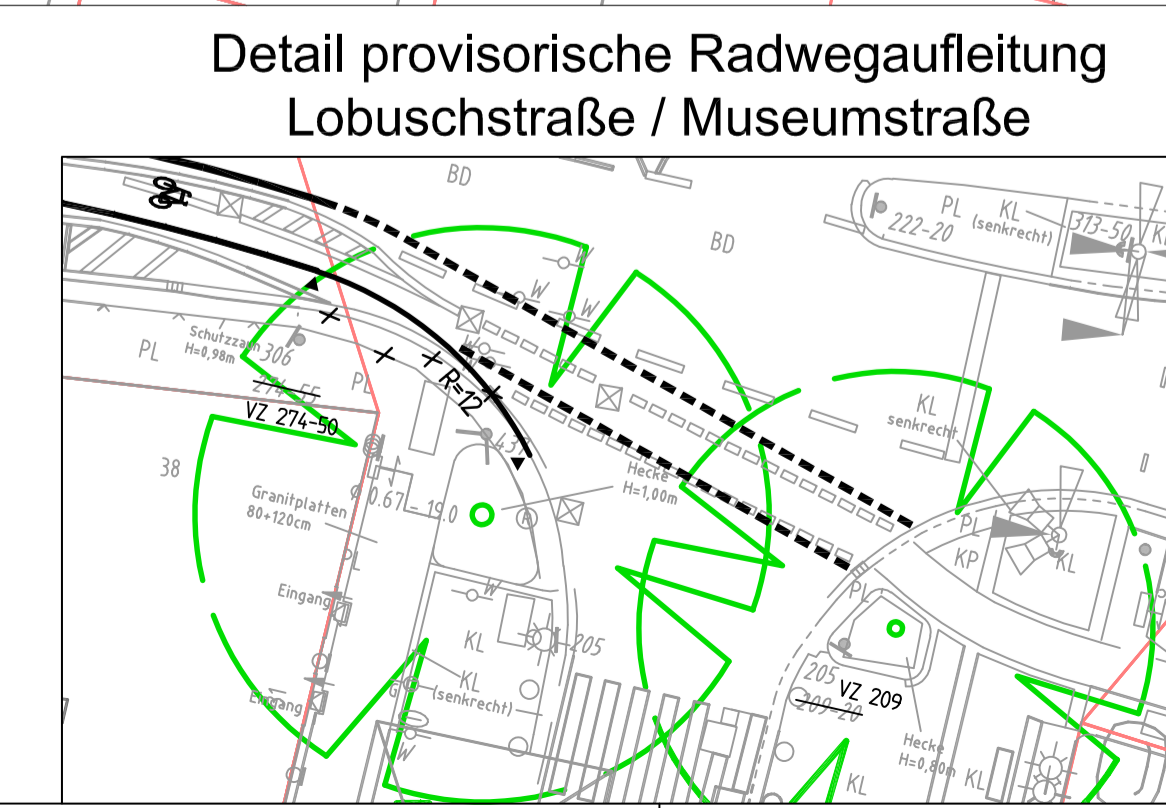 Detail provisorische Radwegaufleitung
Lobuschstraße / Museumstraße
BD
BD
PL
KL
(senkrecht)
222-20
313-50
W
W
W
W
Schutzzaun
H=0,98m
306
PL
PL
274-55
VZ 274-50
R=12
KL
senkrecht
38
Hecke
H=1,00m
Granitplatten
80+120cm
0.67
19.0
PL
PL
KP
KL
PL
Eingang
W
KL
205
KL
(senkrecht)
Eingang
G
W
205
209-20
VZ 209
Hecke
H=0,80m
KL
KL